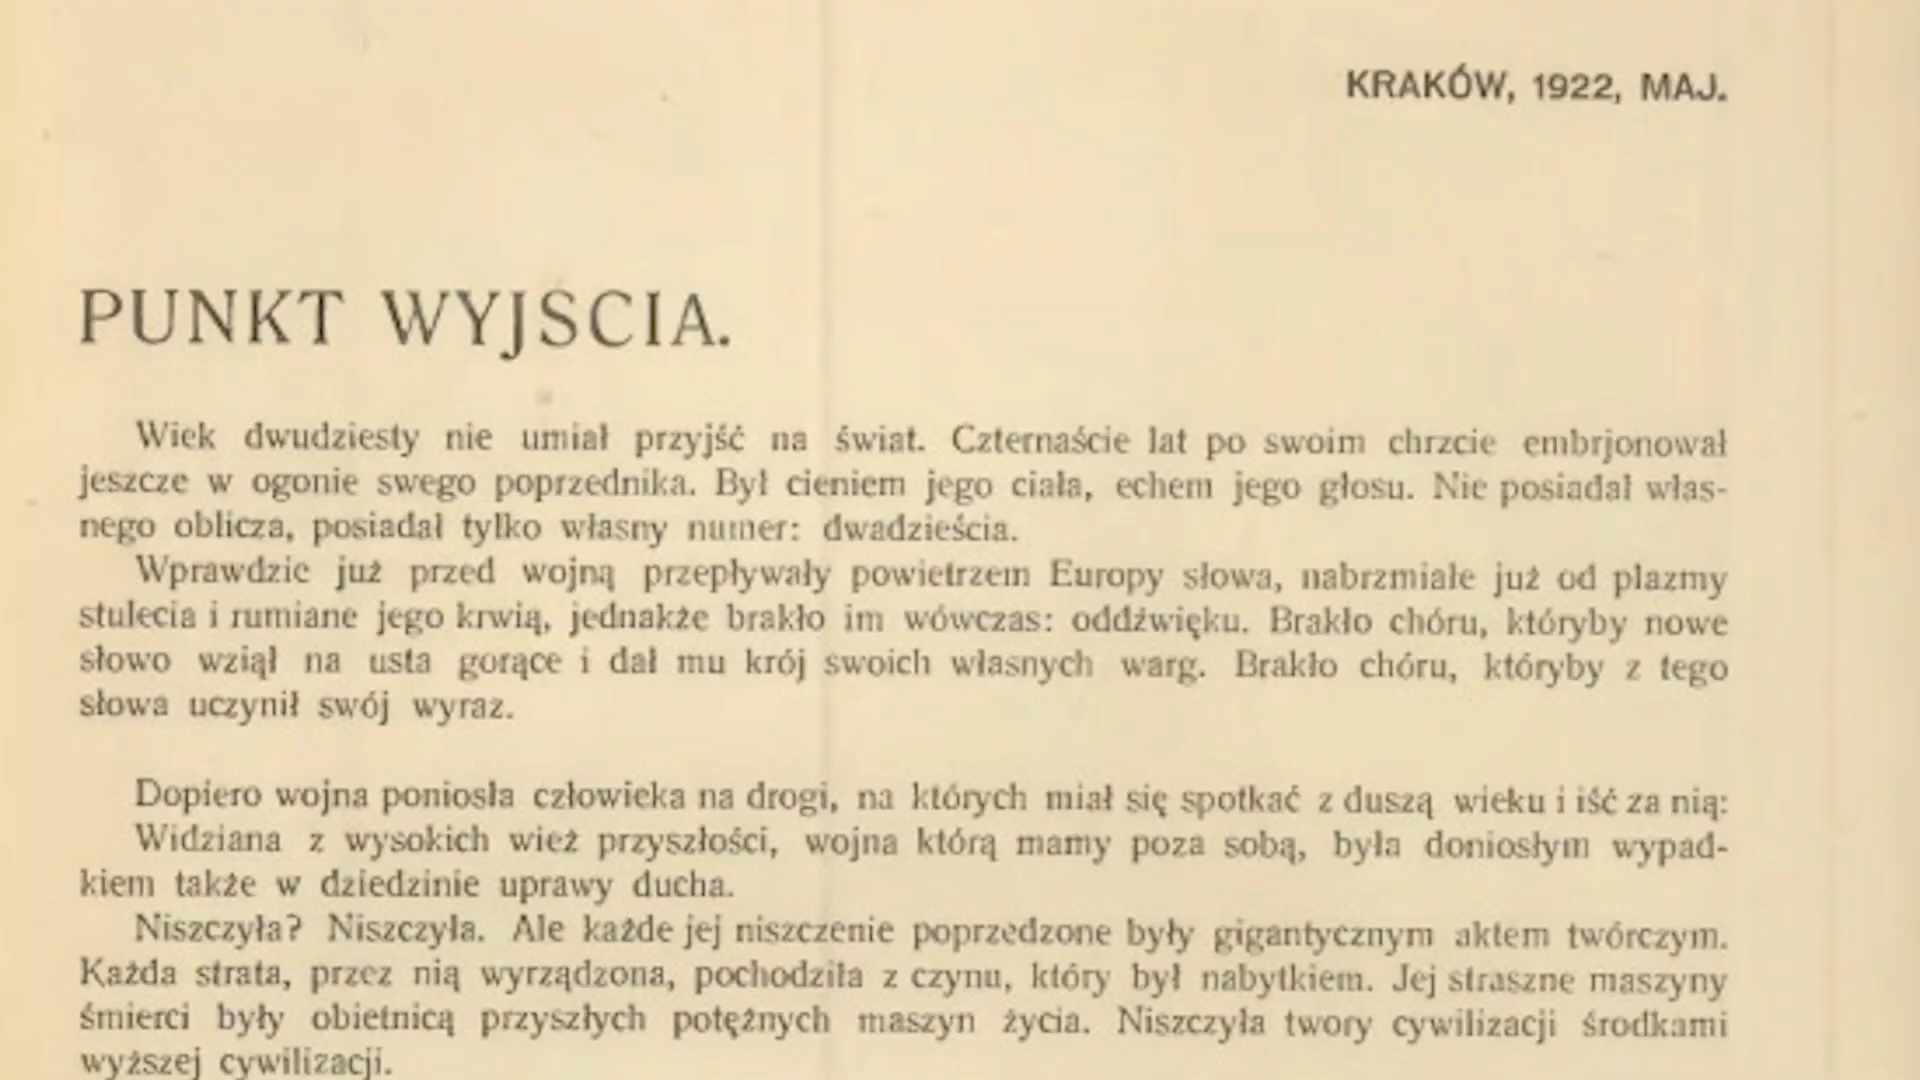 KRAKÓW, 1922, MAJ.
PUNKT WYJSCIA.
Wiek dwudziesty nie umiał przyjść na świat. Czternaście lat po swoim chrzcie embrjonował
jeszcze w ogonie swego poprzednika. Był cieniem jego ciała, echem jego głosu. Nie posiadał włas-
nego oblicza, posiadał tylko własny numer: dwadzieścia.
Wprawdzie już przed wojną przepływały powietrzem Europy słowa, nabrzmiałe już od plazmy
stulecia i rumiane jego krwią, jednakże brakło im wówczas: oddźwięku. Brakło chóru, któryby nowe
słowo wziął na usta gorące i dał mu krój swoich własnych warg. Brakło chóru, któryby z tego
słowa uczynił swój wyraz.
Dopiero wojna poniosła człowieka na drogi, na których miał się spotkać z duszą wieku i iść za nią:
Widziana z wysokich wież przyszłości, wojna którą mamy poza sobą, była doniosłym wypad-
kiem także w dziedzinie uprawy ducha.
Niszczyła? Niszczyła. Ale każde jej niszczenie poprzedzone były gigantycznym aktem twórczym.
Każda strata, przez nią wyrządzona, pochodziła z czynu, który był nabytkiem. Jej straszne maszyny
śmierci były obietnicą przyszłych potężnych maszyn życia. Niszczyła twory cywilizacji środkami
wyższej cywilizacji.